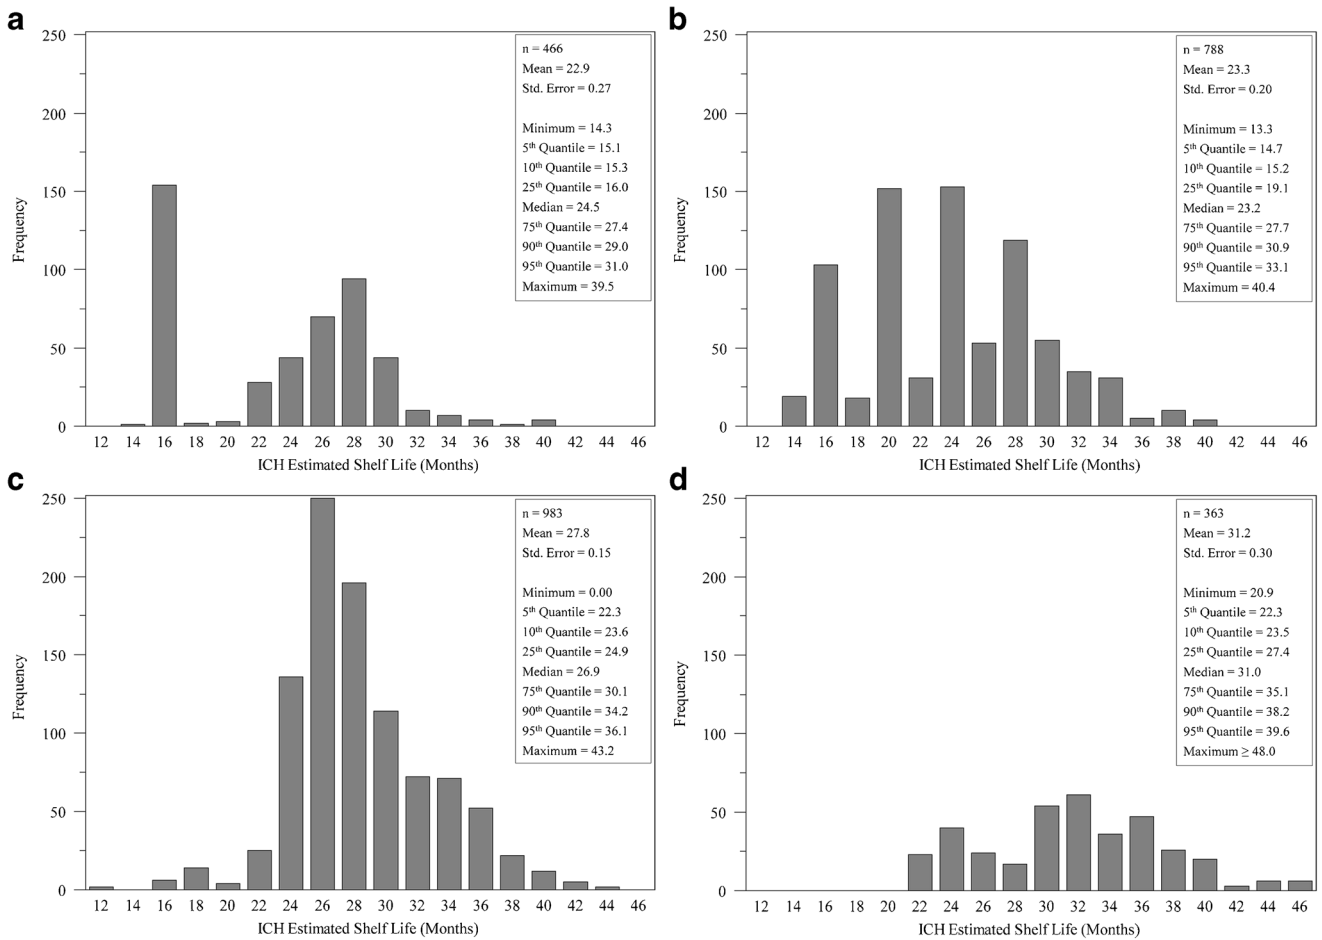 a
250
200
150
100
50
0
Frequency
12 14 16 18 20 22 24 26 28 30 32 34 36 38 40 42 44 46
ICH Estimated Shelf Life (Months)
n = 466
Mean = 22.9
Std. Error = 0.27
Minimum = 14.3
5th Quantile = 15.1
10th Quantile = 15.3
25th Quantile = 16.0
Median = 24.5
75th Quantile = 27.4
90th Quantile = 29.0
95th Quantile = 31.0
Maximum = 39.5
b
250
200
150
100
50
0
Frequency
12 14 16 18 20 22 24 26 28 30 32 34 36 38 40 42 44 46
ICH Estimated Shelf Life (Months)
n = 788
Mean = 23.3
Std. Error = 0.20
Minimum = 13.3
5th Quantile = 14.7
10th Quantile = 15.2
25th Quantile = 19.1
Median = 23.2
75th Quantile = 27.7
90th Quantile = 30.9
95th Quantile = 33.1
Maximum = 40.4
c
250
200
150
100
50
0
Frequency
12 14 16 18 20 22 24 26 28 30 32 34 36 38 40 42 44 46
ICH Estimated Shelf Life (Months)
n = 983
Mean = 27.8
Std. Error = 0.15
Minimum = 0.00
5th Quantile = 22.3
10th Quantile = 23.6
25th Quantile = 24.9
Median = 26.9
75th Quantile = 30.1
90th Quantile = 34.2
95th Quantile = 36.1
Maximum = 43.2
d
250
200
150
100
50
0
Frequency
12 14 16 18 20 22 24 26 28 30 32 34 36 38 40 42 44 46
ICH Estimated Shelf Life (Months)
n = 363
Mean = 31.2
Std. Error = 0.30
Minimum = 20.9
5th Quantile = 22.3
10th Quantile = 23.5
25th Quantile = 27.4
Median = 31.0
75th Quantile = 35.1
90th Quantile = 38.2
95th Quantile = 39.6
Maximum ≥ 48.0